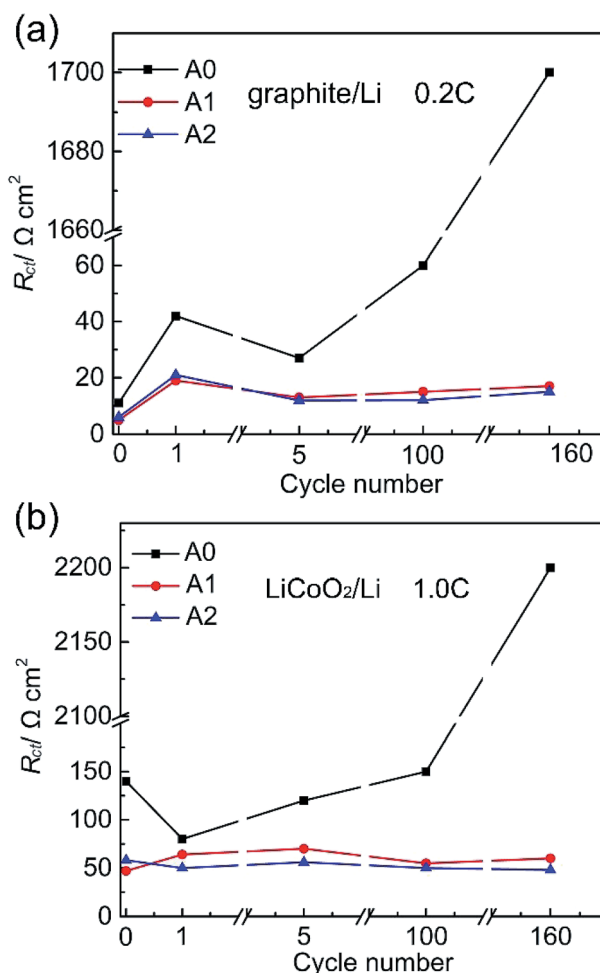 (a)
1700
1680
1660
60
40
20
0
R_ct/ Ω cm²
A0
A1
A2
graphite/Li 0.2C
0 1 5 100 160
Cycle number
(b)
2200
2150
2100
150
100
50
0
R_ct/ Ω cm²
A0
A1
A2
LiCoO₂/Li 1.0C
0 1 5 100 160
Cycle number